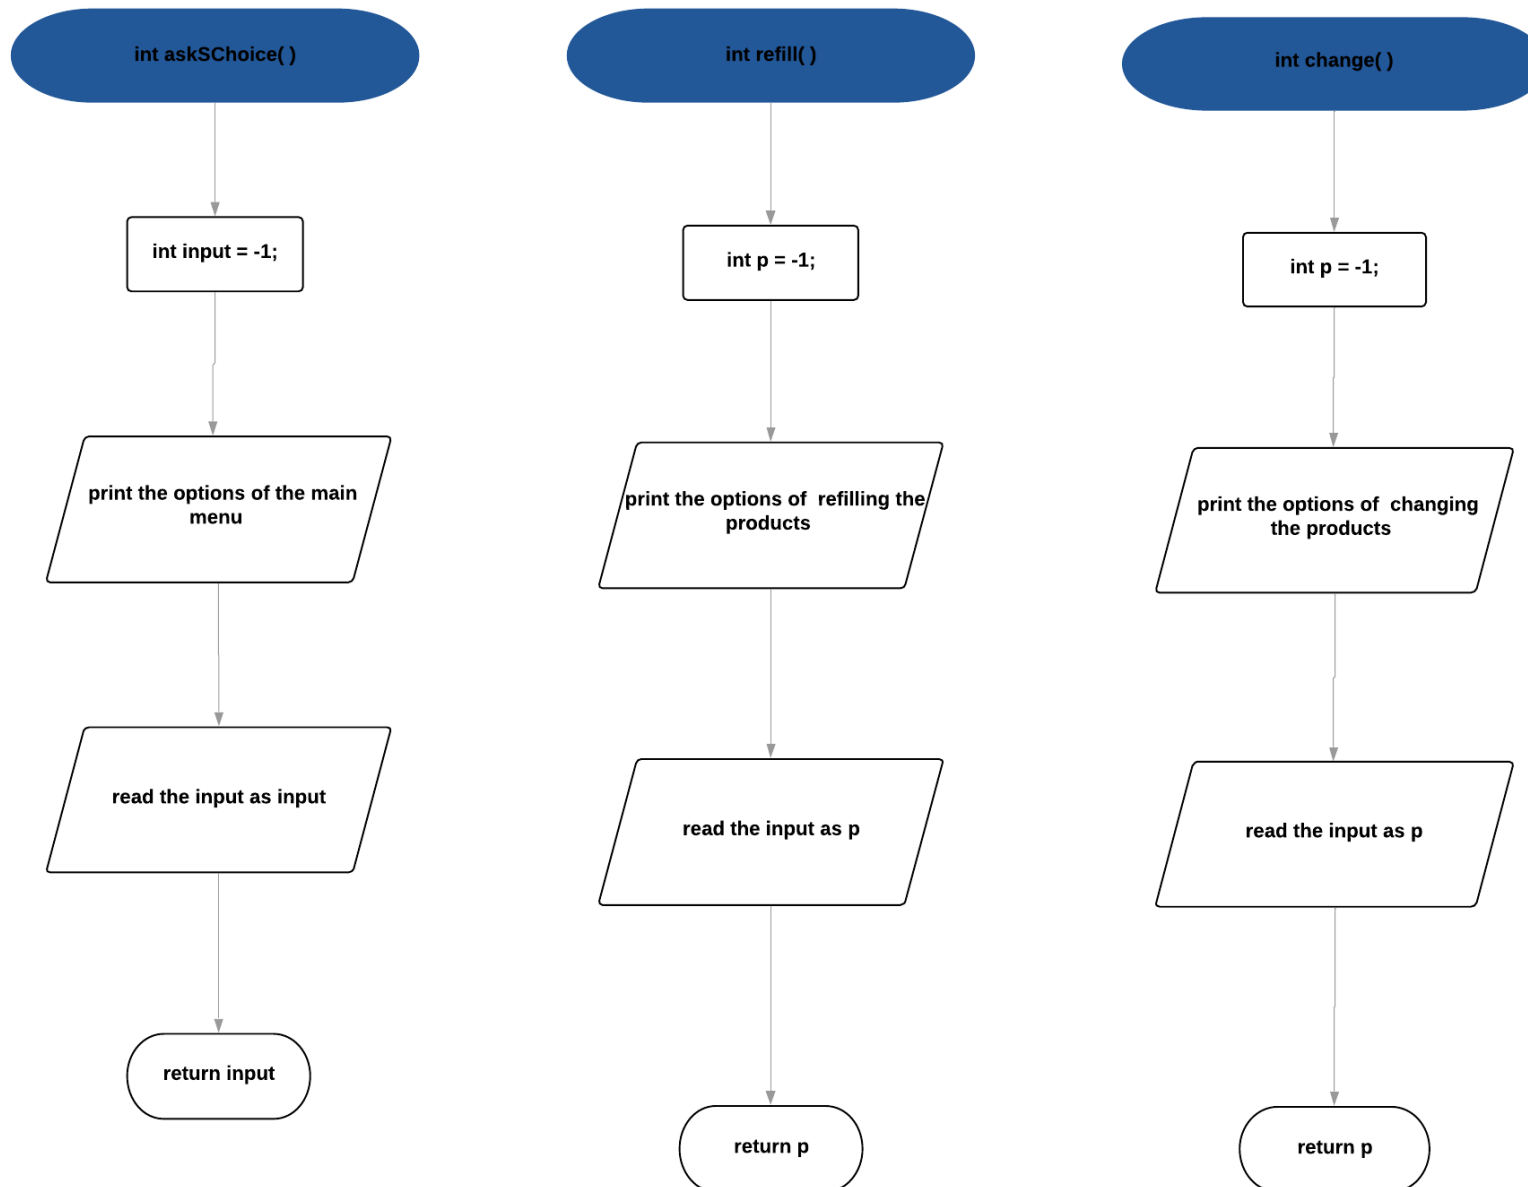 int askSChoice( )
int input = -1;
print the options of the main
menu
read the input as input
return input
int refill( )
int p = -1;
print the options of  refilling the
products
read the input as p
return p
int change( )
int p = -1;
print the options of  changing
the products
read the input as p
return p